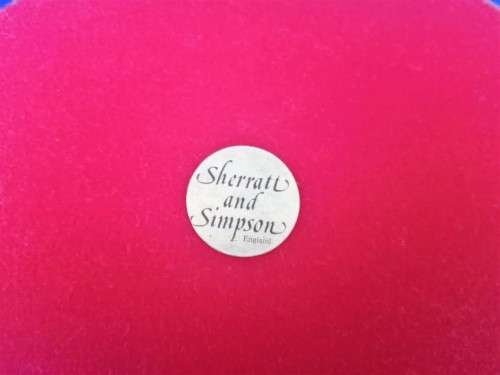 Sherratt
and
Simpson
England